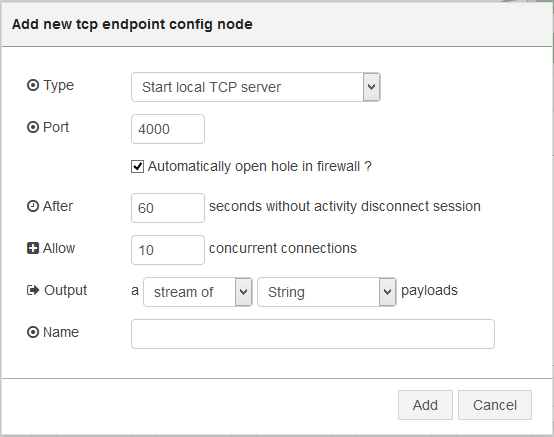 Add new tcp endpoint config node
Type Start local TCP server
Port 4000
Automatically open hole in firewall ?
After 60 seconds without activity disconnect session
Allow 10 concurrent connections
Output a stream of String payloads
Name
Add Cancel